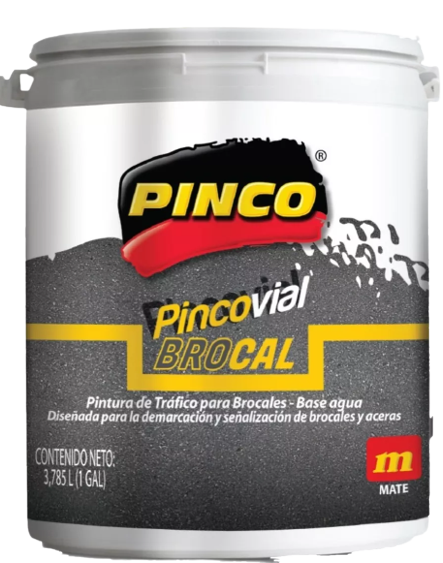 PINCO
®
Pincovial
BROCAL
Pintura de Tráfico para Brocales - Base agua
Diseñada para la demarcación y señalización de brocales y aceras
CONTENIDO NETO:
3,785 L (1 GAL)
m
MATE